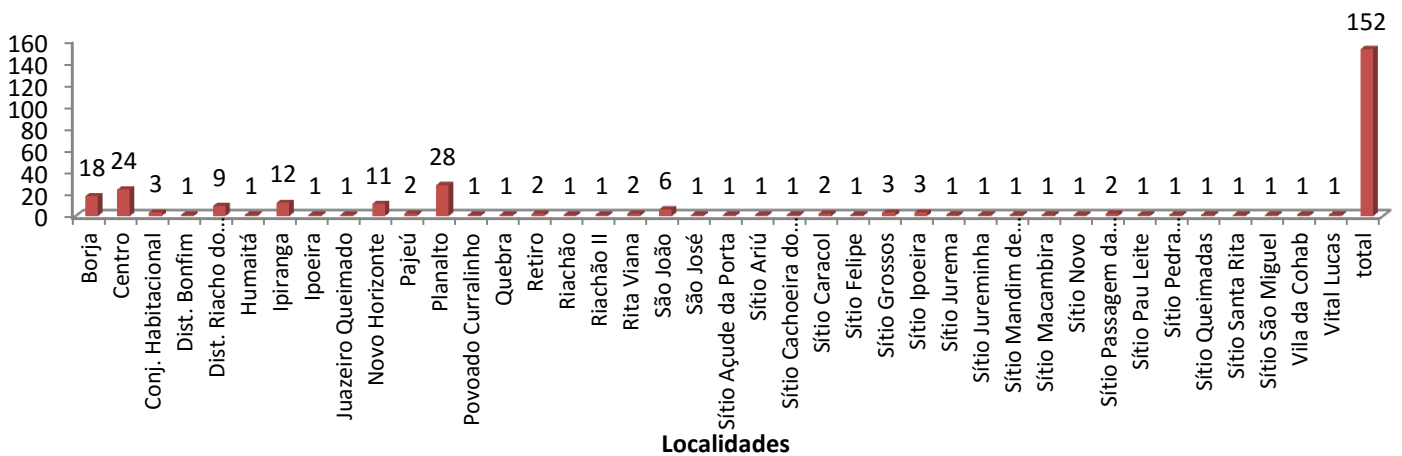 152
160
140
120
100
80
60
40
20
0
18 24 3 1 9 1 12 1 1 11 2 28 1 1 2 1 1 2 6 1 1 1 1 2 1 3 3 1 1 1 1 1 2 1 1 1 1 1 1 1
Borja
Centro
Conj. Habitacional
Dist. Bonfim
Dist. Riacho do...
Humaitá
Ipiranga
Ipoeira
Juazeiro Queimado
Novo Horizonte
Pajeú
Planalto
Povoado Curralinho
Quebra
Retiro
Riachão
Riachão II
Rita Viana
São João
São José
Sítio Açude da Porta
Sítio Ariú
Sítio Cachoeira do...
Sítio Caracol
Sítio Felipe
Sítio Grossos
Sítio Ipoeira
Sítio Jurema
Sítio Jureminha
Sítio Mandim de...
Sítio Macambira
Sítio Novo
Sítio Passagem da...
Sítio Pau Leite
Sítio Pedra...
Sítio Queimadas
Sítio Santa Rita
Sítio São Miguel
Vila da Cohab
Vital Lucas
total
Localidades